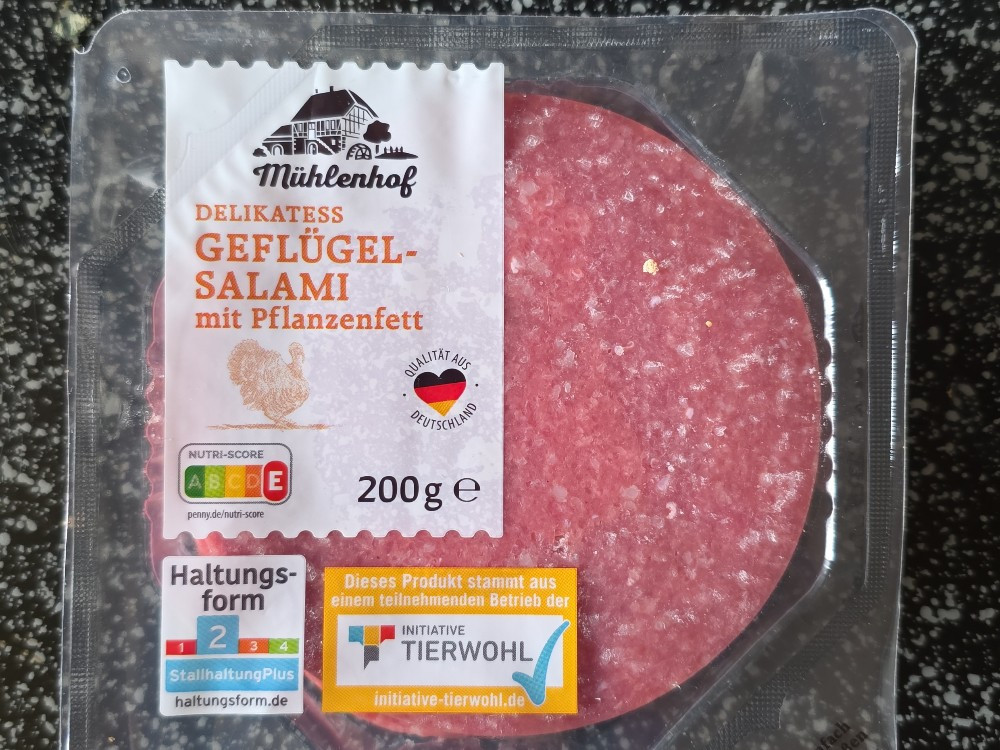 Mühlenhof
DELIKATESS
GEFLÜGEL-
SALAMI
mit Pflanzenfett
QUALITÄT AUS
DEUTSCHLAND
NUTRI-SCORE
A B C D E
penny.de/nutri-score
200g e
Haltungs-
form
1 2 3 4
StallhaltungPlus
haltungsform.de
Dieses Produkt stammt aus
einem teilnehmenden Betrieb der
INITIATIVE
TIERWOHL
initiative-tierwohl.de